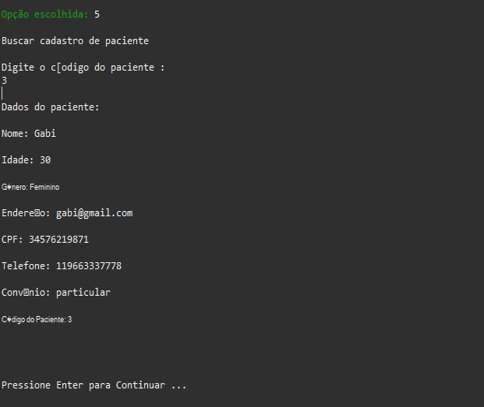 Opção escolhida: 5
Buscar cadastro de paciente
Digite o c[odigo do paciente :
3
Dados do paciente:
Nome: Gabi
Idade: 30
G♦nero: Feminino
Endere�o: gabi@gmail.com
CPF: 34576219871
Telefone: 119663337778
Conv�nio: particular
C♦digo do Paciente: 3
Pressione Enter para Continuar ...